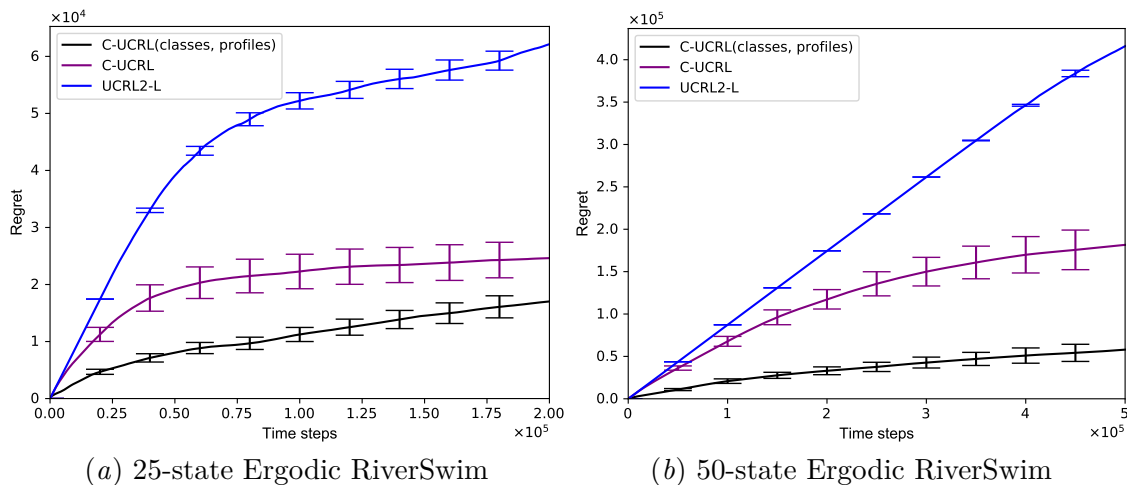 ×10⁴
C-UCRL(classes, profiles)
C-UCRL
UCRL2-L
6
5
4
3
2
1
0
Regret
0.00 0.25 0.50 0.75 1.00 1.25 1.50 1.75 2.00
Time steps
×10⁵
(a) 25-state Ergodic RiverSwim
×10⁵
C-UCRL(classes, profiles)
C-UCRL
UCRL2-L
4.0
3.5
3.0
2.5
2.0
1.5
1.0
0.5
0.0
Regret
0 1 2 3 4 5
Time steps
×10⁵
(b) 50-state Ergodic RiverSwim